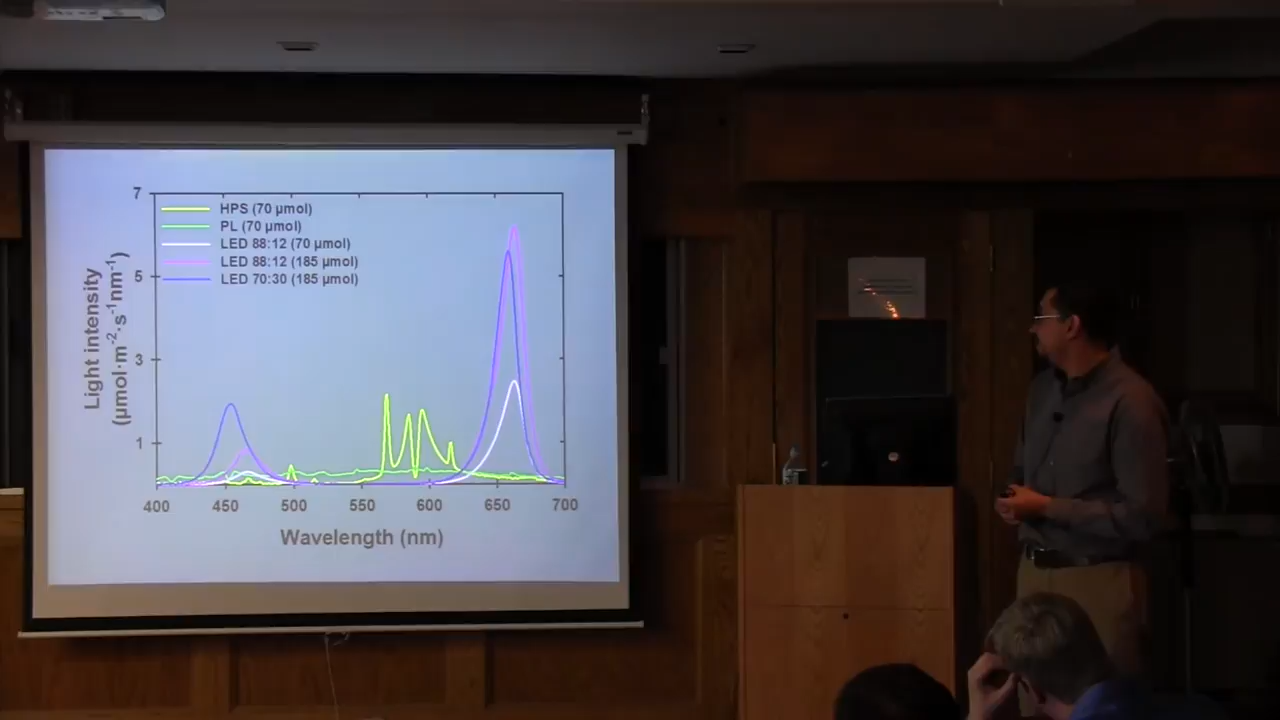 7
HPS (70 µmol)
PL (70 µmol)
LED 88:12 (70 µmol)
LED 88:12 (185 µmol)
LED 70:30 (185 µmol)
5
3
1
Light intensity
(µmol·m⁻²·s⁻¹nm⁻¹)
400 450 500 550 600 650 700
Wavelength (nm)